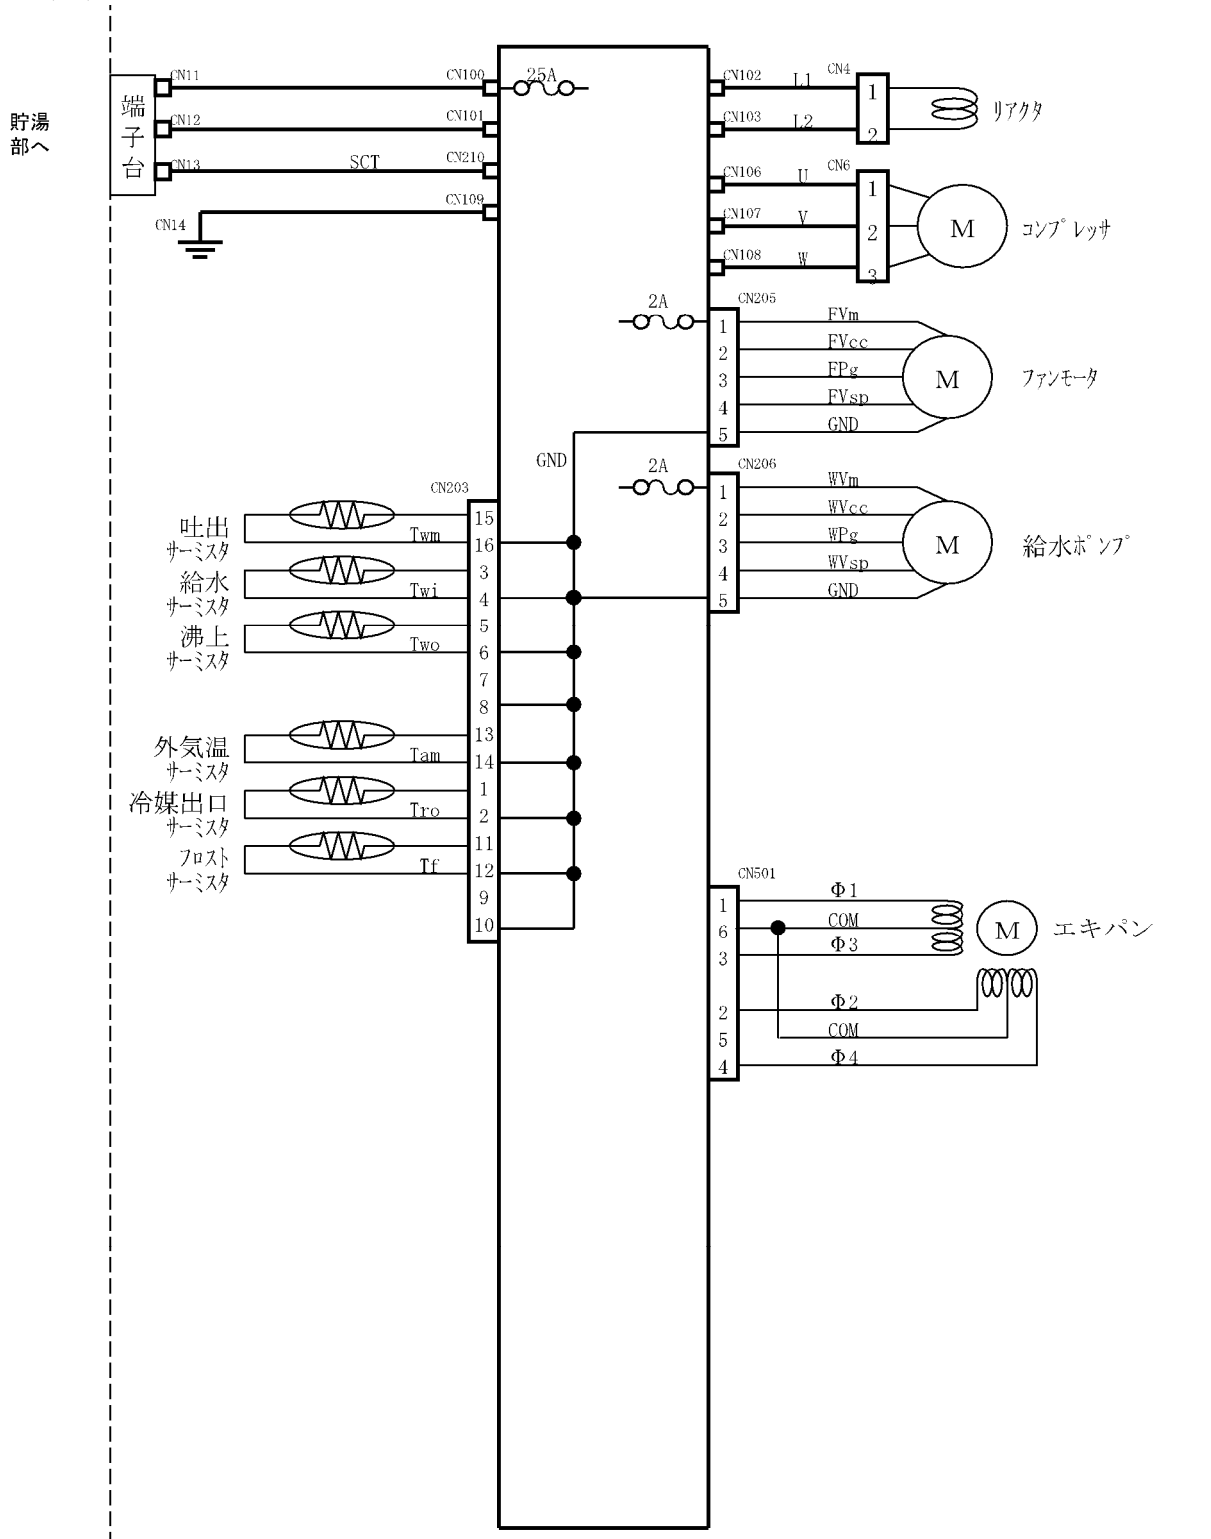 貯湯
部へ
端
子
台
CN11
CN12
CN13
SCT
CN14
CN100
CN101
CN210
CN109
25A
CN102
CN103
L1
L2
CN4
1
2
リアクタ
CN106
CN107
CN108
U
V
W
CN6
1
2
3
M
コンプレッサ
2A
CN205
1
2
3
4
5
FVm
FVcc
FPg
FVsp
GND
M
ファンモータ
GND
2A
CN206
1
2
3
4
5
WVm
WVcc
WPg
WVsp
GND
M
給水ポンプ
CN203
15
16
3
4
5
6
7
8
13
14
1
2
11
12
9
10
吐出
サーミスタ
Twm
給水
サーミスタ
Twi
沸上
サーミスタ
Two
外気温
サーミスタ
Tam
冷媒出口
サーミスタ
Tro
フロスト
サーミスタ
Tf
CN501
1
6
3
2
5
4
Φ1
COM
Φ3
Φ2
COM
Φ4
M
エキパン